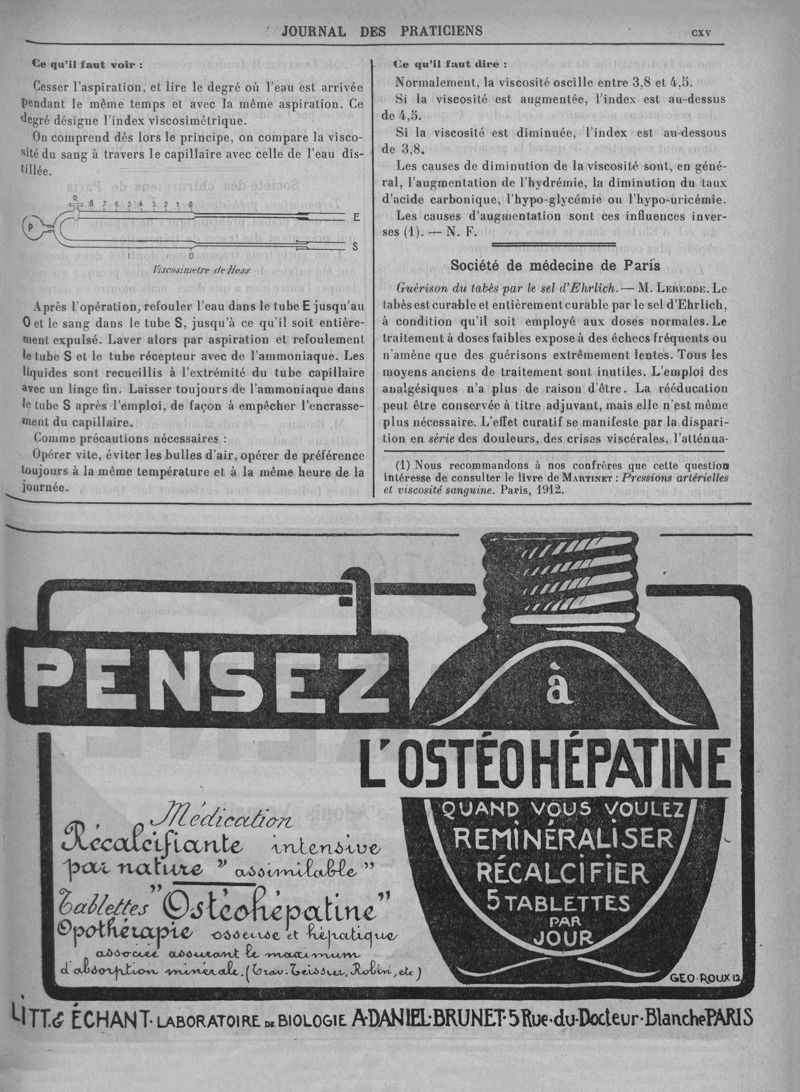 JOURNAL DES PRATICIENS
CXV
Ce qu'il faut voir :
Cesser l'aspiration, et lire le degré où l'eau est arrivée
pendant le même temps et avec la même aspiration. Ce
degré désigne l'index viscosimétrique.
On comprend dès lors le principe, on compare la visco-
sité du sang à travers le capillaire avec celle de l'eau dis-
tillée.
R
8 7 6 5 4 3 2 1 0
P
E
S
1 0
Viscosimètre de Hess
Après l'opération, refouler l'eau dans le tube E jusqu'au
O et le sang dans le tube S, jusqu'à ce qu'il soit entière-
ment expulsé. Laver alors par aspiration et refoulement
le tube S et le tube récepteur avec de l'ammoniaque. Les
liquides sont recueillis à l'extrémité du tube capillaire
avec un linge fin. Laisser toujours de l'ammoniaque dans
le tube S après l'emploi, de façon à empêcher l'encrasse-
ment du capillaire.
Comme précautions nécessaires :
Opérer vite, éviter les bulles d'air, opérer de préférence
toujours à la même température et à la même heure de la
journée.
Ce qu'il faut dire :
Normalement, la viscosité oscille entre 3,8 et 4,5.
Si la viscosité est augmentée, l'index est au-dessus
de 4,5.
Si la viscosité est diminuée, l'index est au-dessous
de 3,8.
Les causes de diminution de la viscosité sont, en géné-
ral, l'augmentation de l'hydrémie, la diminution du taux
d'acide carbonique, l'hypo-glycémie ou l'hypo-uricémie.
Les causes d'augmentation sont ces influences inver-
ses (1). — N. F.
Société de médecine de Paris
Guérison du tabès par le sel d'Ehrlich. — M. LEREDDE. Le
tabès est curable et entièrement curable par le sel d'Ehrlich,
à condition qu'il soit employé aux doses normales. Le
traitement à doses faibles expose à des échecs fréquents ou
n'amène que des guérisons extrêmement lentes. Tous les
moyens anciens de traitement sont inutiles. L'emploi des
analgésiques n'a plus de raison d'être. La rééducation
peut être conservée à titre adjuvant, mais elle n'est même
plus nécessaire. L'effet curatif se manifeste par la dispari-
tion en série des douleurs, des crises viscérales, l'atténua-
(1) Nous recommandons à nos confrères que cette question
intéresse de consulter le livre de MARTINET : Pressions artérielles
et viscosité sanguine. Paris, 1912.
PENSEZ
à
L'OSTÉOHÉPATINE
QUAND VOUS VOULEZ
REMINÉRALISER
RÉCALCIFIER
5 TABLETTES
PAR
JOUR
GEO·ROUX 12
Médication
Récalcifiante intensive
par nature "assimilable"
Tablettes "Ostéohépatine"
Opothérapie osseuse et hépatique
associée assurant le maximum
d'absorption minérale. (Trav. Teissier, Robin, etc)
LITT. & ÉCHANT· LABORATOIRE DE BIOLOGIE A·DANIEL·BRUNET·5 Rue·du·Docteur·Blanche PARIS